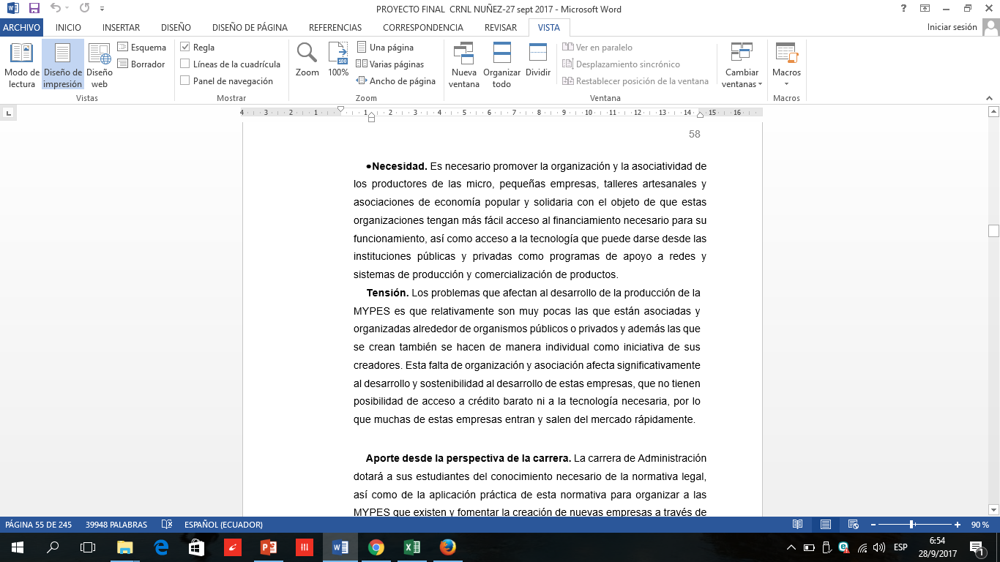 PROYECTO FINAL CRNL NUÑEZ-27 sept 2017 - Microsoft Word
ARCHIVO INICIO INSERTAR DISEÑO DISEÑO DE PÁGINA REFERENCIAS CORRESPONDENCIA REVISAR VISTA Iniciar sesión
Modo de lectura
Diseño de impresión
Diseño web
Esquema
Borrador
Vistas
Regla
Líneas de la cuadrícula
Panel de navegación
Mostrar
Zoom
100%
Una página
Varias páginas
Ancho de página
Zoom
Nueva ventana
Organizar todo
Dividir
Ver en paralelo
Desplazamiento sincrónico
Restablecer posición de la ventana
Ventana
Cambiar ventanas
Macros
Macros
4 3 2 1 1 2 3 4 5 6 7 8 9 10 11 12 13 14 15 16
58
●Necesidad. Es necesario promover la organización y la asociatividad de
los productores de las micro, pequeñas empresas, talleres artesanales y
asociaciones de economía popular y solidaria con el objeto de que estas
organizaciones tengan más fácil acceso al financiamiento necesario para su
funcionamiento, así como acceso a la tecnología que puede darse desde las
instituciones públicas y privadas como programas de apoyo a redes y
sistemas de producción y comercialización de productos.
Tensión. Los problemas que afectan al desarrollo de la producción de la
MYPES es que relativamente son muy pocas las que están asociadas y
organizadas alrededor de organismos públicos o privados y además las que
se crean también se hacen de manera individual como iniciativa de sus
creadores. Esta falta de organización y asociación afecta significativamente
al desarrollo y sostenibilidad al desarrollo de estas empresas, que no tienen
posibilidad de acceso a crédito barato ni a la tecnología necesaria, por lo
que muchas de estas empresas entran y salen del mercado rápidamente.
Aporte desde la perspectiva de la carrera. La carrera de Administración
dotará a sus estudiantes del conocimiento necesario de la normativa legal,
así como de la aplicación práctica de esta normativa para organizar a las
MYPES que existen y fomentar la creación de nuevas empresas a través de
PÁGINA 55 DE 245 39948 PALABRAS ESPAÑOL (ECUADOR) 90 %
ESP
6:54
28/9/2017
1